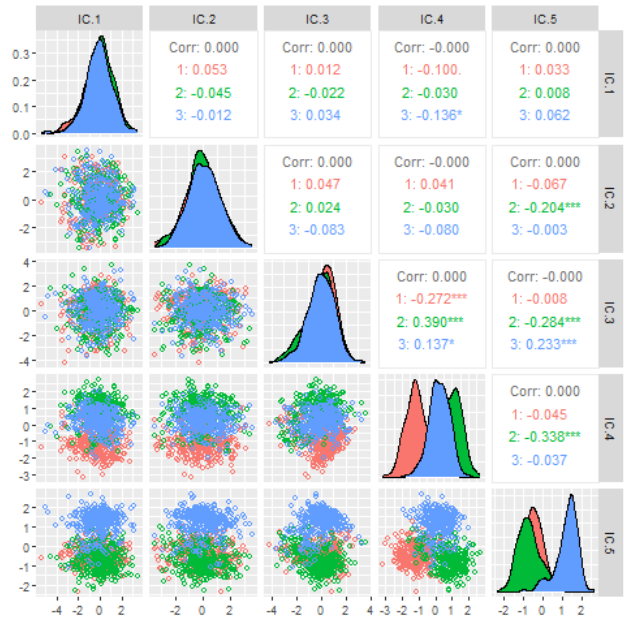 IC.1 IC.2 IC.3 IC.4 IC.5
0.3 Corr: 0.000 Corr: 0.000 Corr: -0.000 Corr: 0.000 IC.1
0.2 1: 0.053 1: 0.012 1: -0.100. 1: 0.033
0.1 2: -0.045 2: -0.022 2: -0.030 2: 0.008
0.0 3: -0.012 3: 0.034 3: -0.136* 3: 0.062
2 Corr: 0.000 Corr: -0.000 Corr: 0.000 IC.2
0 1: 0.047 1: 0.041 1: -0.067
-2 2: 0.024 2: -0.030 2: -0.204***
3: -0.083 3: -0.080 3: -0.003
4 Corr: 0.000 Corr: -0.000 IC.3
2 1: -0.272*** 1: -0.008
0 2: 0.390*** 2: -0.284***
-2 3: 0.137* 3: 0.233***
-4
2 Corr: 0.000 IC.4
1 1: -0.045
0 2: -0.338***
-1 3: -0.037
-2
-3
2 IC.5
1
0
-1
-2
-4 -2 0 2 -2 0 2 -4 -2 0 2 4 -3 -2 -1 0 1 2 -2 -1 0 1 2